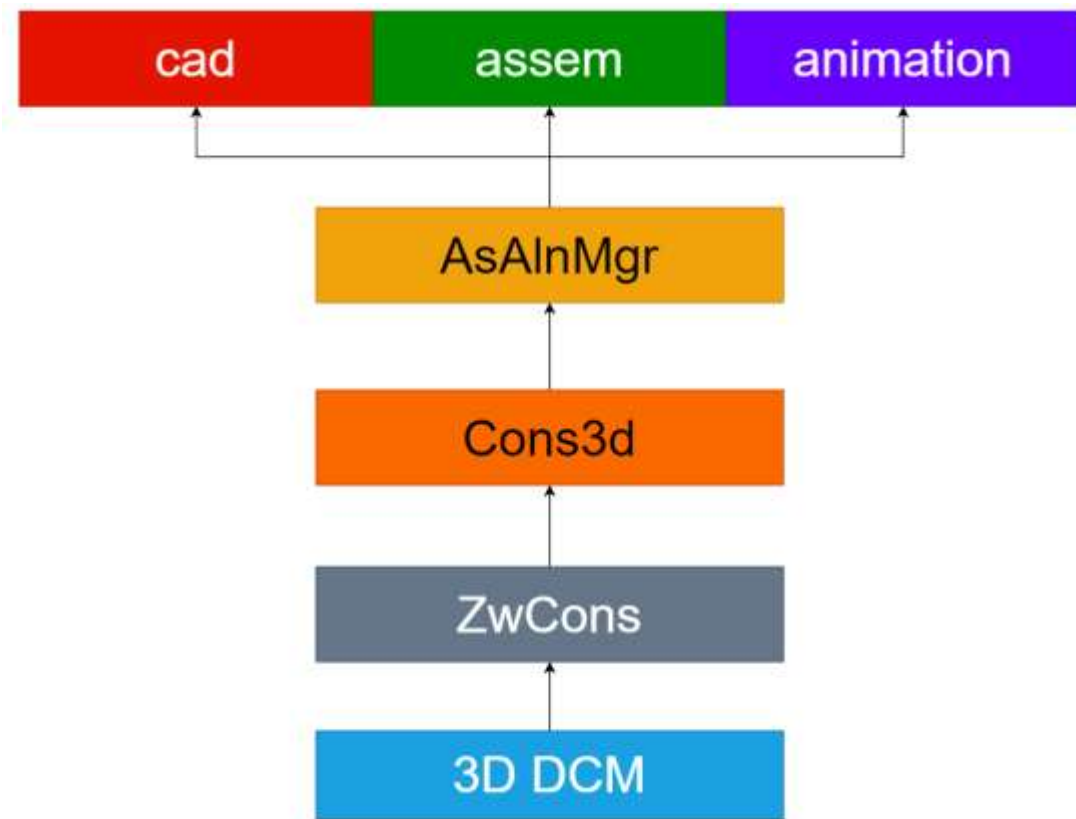 cad
assem
animation
AsAlnMgr
Cons3d
ZwCons
3D DCM